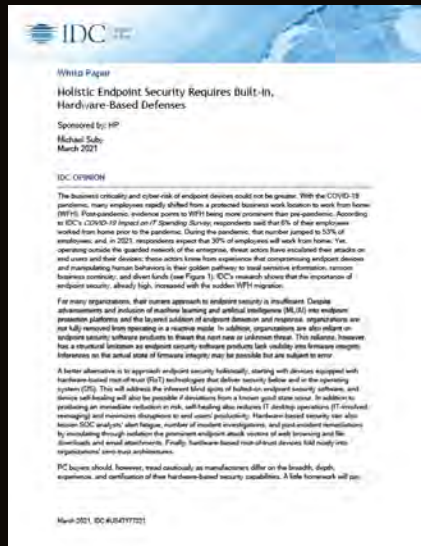 IDC
White Paper
Holistic Endpoint Security Requires Built-In,
Hardware-Based Defenses
Sponsored by: HP
Michael Suby
March 2021
IDC OPINION
The business criticality and cyber-risk of endpoint devices could not be greater. With the COVID-19
pandemic, many employees rapidly shifted from a protected business work location to work from home
(WFH). Post-pandemic, evidence points to WFH being more prominent than pre-pandemic. According
to IDC's COVID-19 Impact on IT Spending Survey, respondents said that 6% of their employees
worked from home prior to the pandemic. During the pandemic, that number jumped to 53% of
employees; and, in 2021, respondents expect that 30% of employees will work from home. Yet,
operating outside the guarded network of the enterprise, threat actors have escalated their attacks on
end users and their devices; these actors know from experience that compromising endpoint devices
and manipulating human behaviors is their golden pathway to steal sensitive information, ransom
business continuity, and divert funds (see Figure 1). IDC's research shows that the importance of
endpoint security, already high, increased with the sudden WFH migration.
For many organizations, their current approach to endpoint security is insufficient. Despite
advancements and inclusion of machine learning and artificial intelligence (ML/AI) into endpoint
protection platforms and the layered addition of endpoint detection and response, organizations are
not fully removed from operating in a reactive mode. In addition, organizations are also reliant on
endpoint security software products to thwart the next new or unknown threat. This reliance, however,
has a structural limitation as endpoint security software products lack visibility into firmware integrity.
Inferences on the actual state of firmware integrity may be possible but are subject to error.
A better alternative is to approach endpoint security holistically, starting with devices equipped with
hardware-based root-of-trust (RoT) technologies that deliver security below and in the operating
system (OS). This will address the inherent blind spots of bolted-on endpoint security software, and
device self-healing will also be possible if deviations from a known good state occur. In addition to
producing an immediate reduction in risk, self-healing also reduces IT desktop operations (IT-involved
reimaging) and minimizes disruptions to end users' productivity. Hardware-based security can also
lessen SOC analysts' alert fatigue, number of incident investigations, and post-incident remediations
by inoculating through isolation the prominent endpoint attack vectors of web browsing and file
downloads and email attachments. Finally, hardware-based root-of-trust devices fold nicely into
organizations' zero-trust architectures.
PC buyers should, however, tread cautiously as manufacturers differ on the breadth, depth,
experience, and certification of their hardware-based security capabilities. A little homework will pay.
March 2021, IDC #US47477221